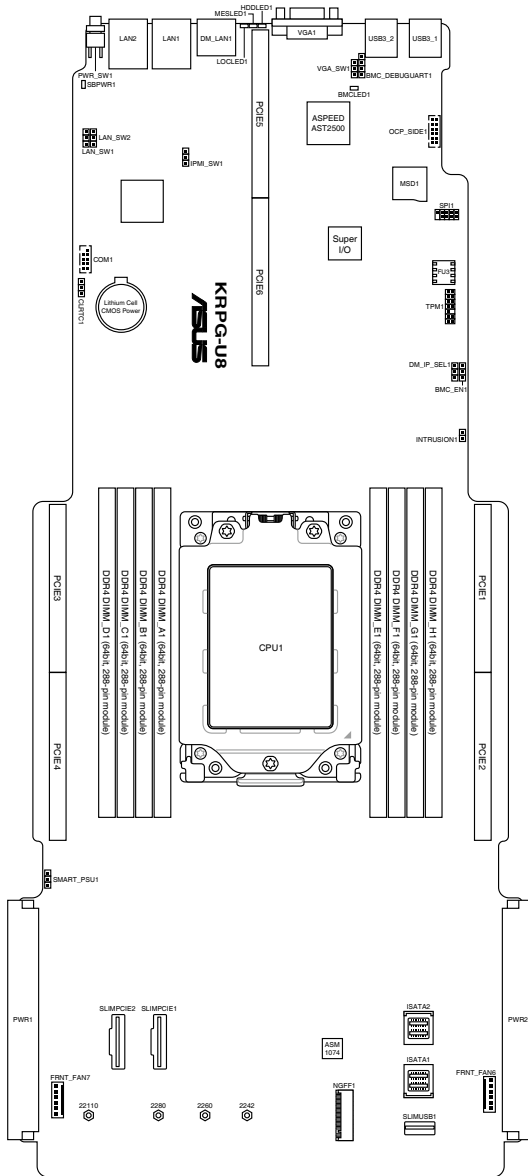 HDDLED1
MESLED1
LOCLED1
LAN2
LAN1
DM_LAN1
VGA1
USB3_2
USB3_1
PWR_SW1
SBPWR1
VGA_SW1
BMC_DEBUGUART1
BMCLED1
PCIE5
ASPEED
AST2500
OCP_SIDE1
LAN_SW2
LAN_SW1
IPMI_SW1
MSD1
SPI1
Super
I/O
COM1
PCIE6
FU3
CLRTC1
Lithium Cell
CMOS Power
KRPG-U8
ASUS
TPM1
DM_IP_SEL1
BMC_EN1
INTRUSION1
PCIE3
DDR4 DIMM_D1 (64bit, 288-pin module)
DDR4 DIMM_C1 (64bit, 288-pin module)
DDR4 DIMM_B1 (64bit, 288-pin module)
DDR4 DIMM_A1 (64bit, 288-pin module)
CPU1
DDR4 DIMM_E1 (64bit, 288-pin module)
DDR4 DIMM_F1 (64bit, 288-pin module)
DDR4 DIMM_G1 (64bit, 288-pin module)
DDR4 DIMM_H1 (64bit, 288-pin module)
PCIE1
PCIE4
PCIE2
SMART_PSU1
PWR1
PWR2
SLIMPCIE2
SLIMPCIE1
ISATA2
ASM
1074
ISATA1
FRNT_FAN7
FRNT_FAN6
NGFF1
22110
2280
2260
2242
SLIMUSB1